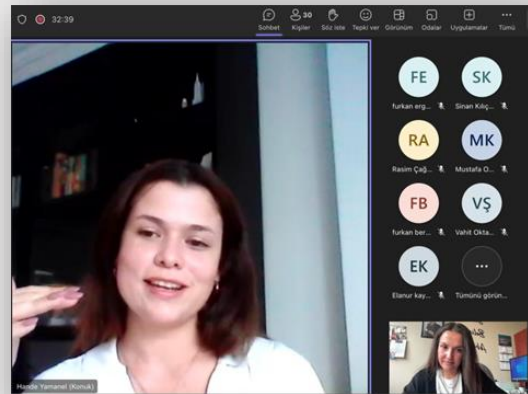 32:39
Sohbet
30
Kişiler
Söz iste
Tepki ver
Görünüm
Odalar
Uygulamalar
Tümü
FE
furkan erg...
SK
Sinan Kılıç...
RA
Rasim Çağ...
MK
Mustafa O...
FB
furkan ber...
VŞ
Vahit Okta...
EK
Elanur kay...
Tümünü görün...
Hande Yamanel (Konuk)